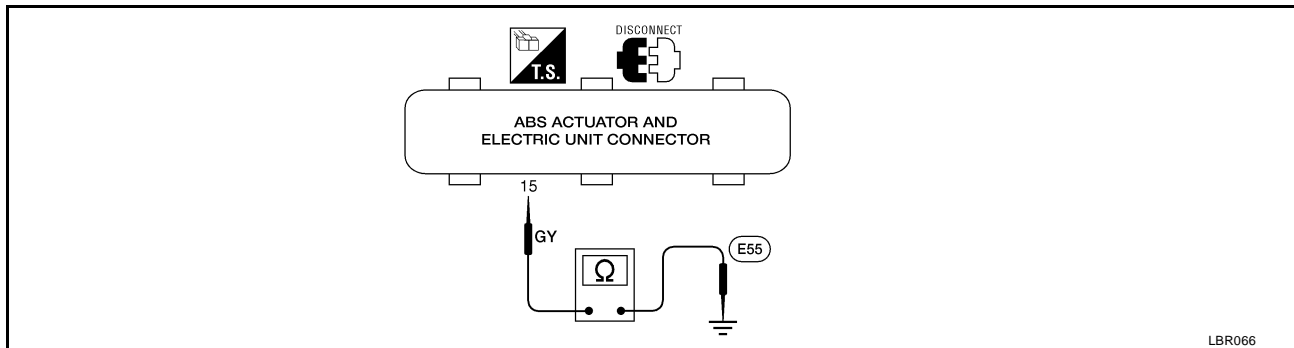 DISCONNECT
T.S.
ABS ACTUATOR AND
ELECTRIC UNIT CONNECTOR
15
GY
E55
Ω
LBR066